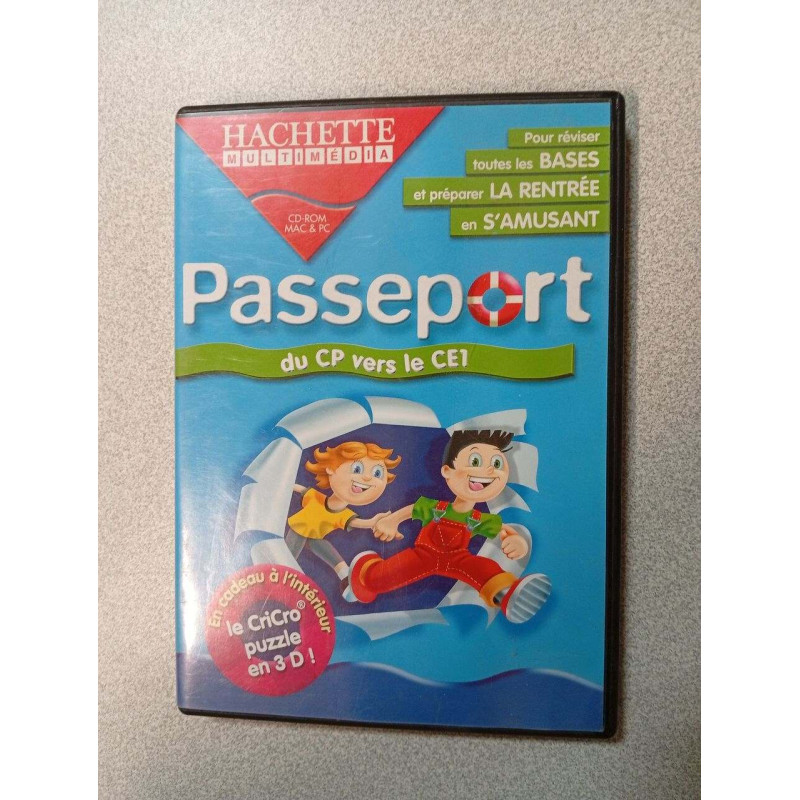 HACHETTE
MULTIMÉDIA
CD-ROM
MAC & PC
Pour réviser
toutes les BASES
et préparer LA RENTRÉE
en S'AMUSANT
Passeport
du CP vers le CE1
En cadeau à l'intérieur
le CriCro®
puzzle
en 3 D !